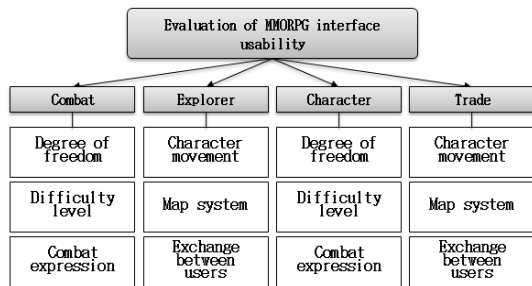 Evaluation of MMORPG interface
usability
Combat
Explorer
Character
Trade
Degree of
freedom
Character
movement
Degree of
freedom
Character
movement
Difficulty
level
Map system
Difficulty
level
Map system
Combat
expression
Exchange
between
users
Combat
expression
Exchange
between
users